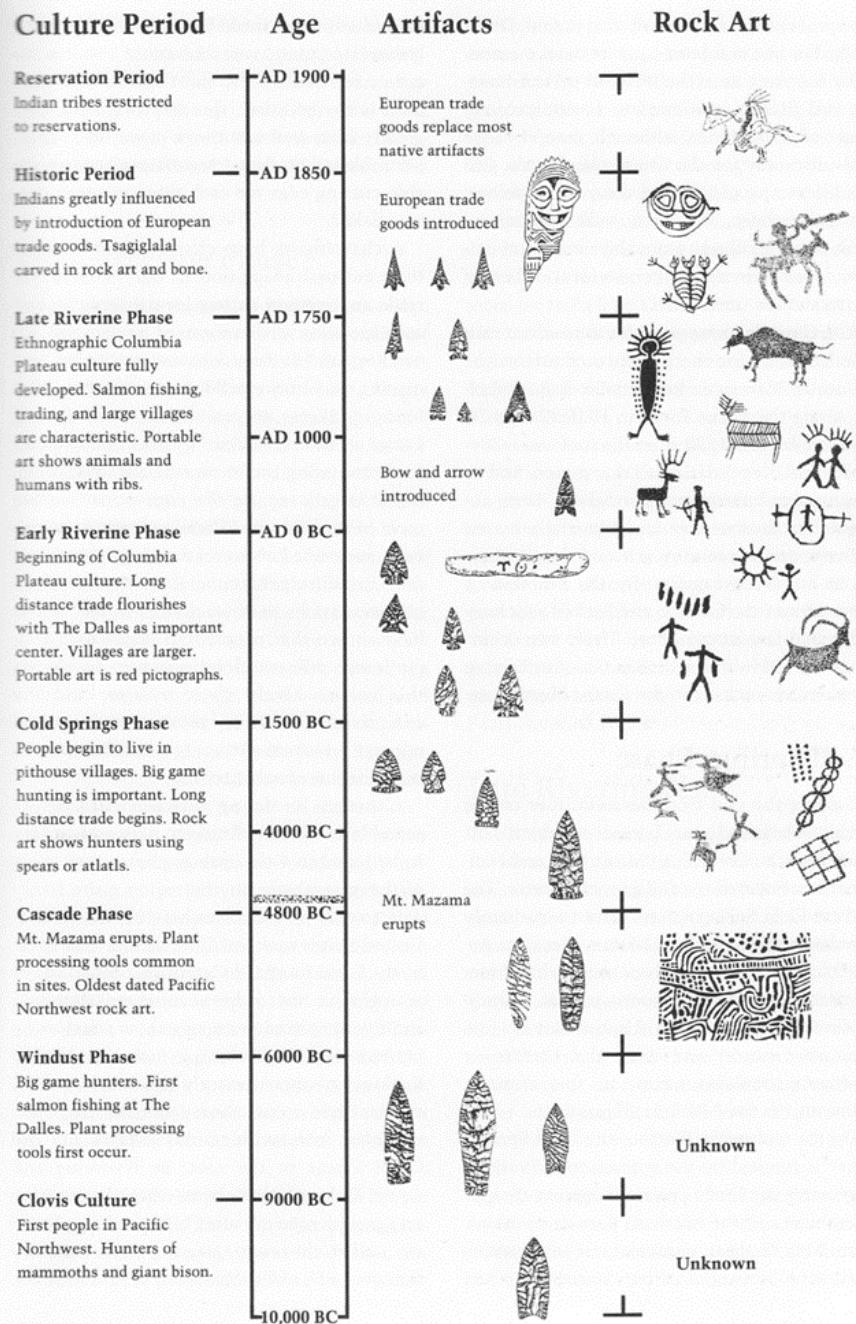 Culture Period
Age
Artifacts
Rock Art
Reservation Period
Indian tribes restricted
to reservations.
AD 1900
European trade
goods replace most
native artifacts
Historic Period
Indians greatly influenced
by introduction of European
trade goods. Tsagiglalal
carved in rock art and bone.
AD 1850
European trade
goods introduced
Late Riverine Phase
Ethnographic Columbia
Plateau culture fully
developed. Salmon fishing,
trading, and large villages
are characteristic. Portable
art shows animals and
humans with ribs.
AD 1750
AD 1000
Bow and arrow
introduced
Early Riverine Phase
Beginning of Columbia
Plateau culture. Long
distance trade flourishes
with The Dalles as important
center. Villages are larger.
Portable art is red pictographs.
AD 0 BC
Cold Springs Phase
People begin to live in
pithouse villages. Big game
hunting is important. Long
distance trade begins. Rock
art shows hunters using
spears or atlatls.
1500 BC
4000 BC
Cascade Phase
Mt. Mazama erupts. Plant
processing tools common
in sites. Oldest dated Pacific
Northwest rock art.
4800 BC
Mt. Mazama
erupts
Windust Phase
Big game hunters. First
salmon fishing at The
Dalles. Plant processing
tools first occur.
6000 BC
Unknown
Clovis Culture
First people in Pacific
Northwest. Hunters of
mammoths and giant bison.
9000 BC
Unknown
10,000 BC